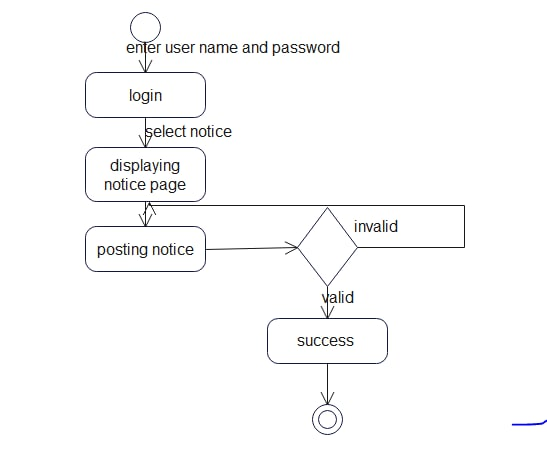 enter user name and password
login
select notice
displaying
notice page
invalid
posting notice
valid
success